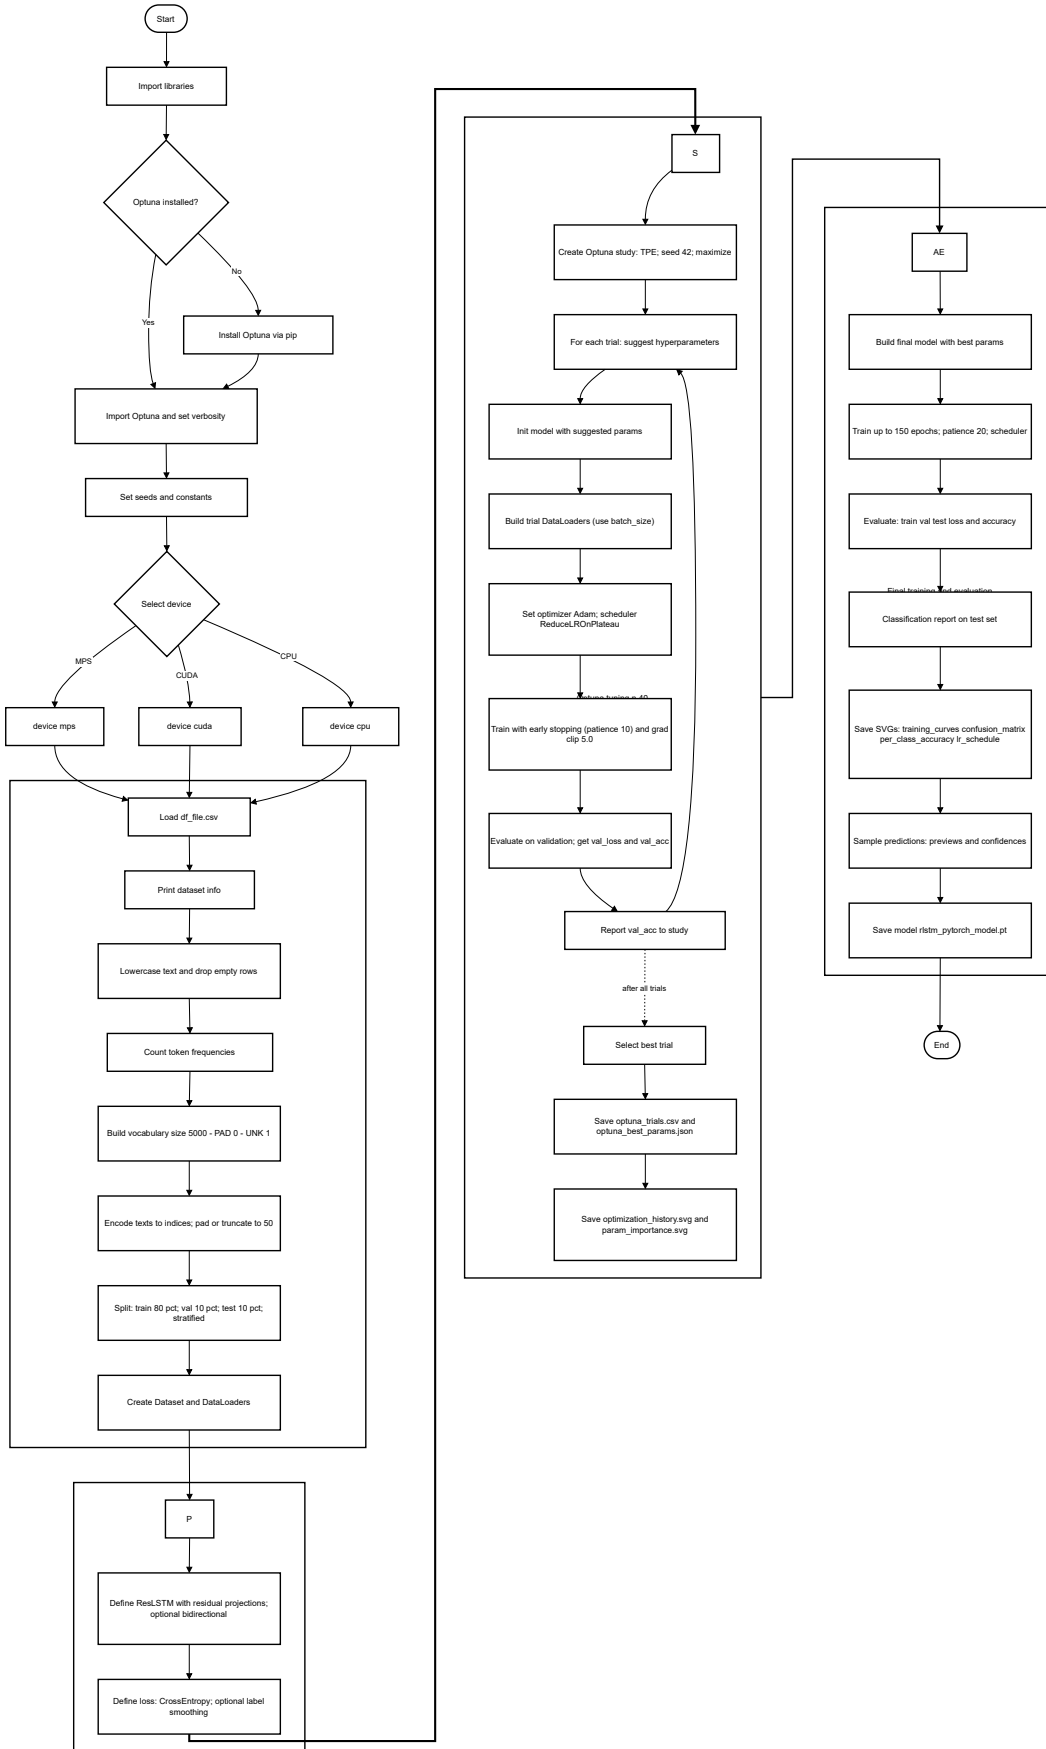 Start
Import libraries
Optuna installed?
No
Yes
Install Optuna via pip
Import Optuna and set verbosity
Set seeds and constants
Select device
MPS
CUDA
CPU
device mps
device cuda
device cpu
Load df_file.csv
Print dataset info
Lowercase text and drop empty rows
Count token frequencies
Build vocabulary size 5000 - PAD 0 - UNK 1
Encode texts to indices; pad or truncate to 50
Split: train 80 pct; val 10 pct; test 10 pct;
stratified
Create Dataset and DataLoaders
P
Define ResLSTM with residual projections;
optional bidirectional
Define loss: CrossEntropy; optional label
smoothing
S
Create Optuna study: TPE; seed 42; maximize
For each trial: suggest hyperparameters
Init model with suggested params
Build trial DataLoaders (use batch_size)
Set optimizer Adam; scheduler
ReduceLROnPlateau
Train with early stopping (patience 10) and grad
clip 5.0
Evaluate on validation; get val_loss and val_acc
Report val_acc to study
after all trials
Select best trial
Save optuna_trials.csv and
optuna_best_params.json
Save optimization_history.svg and
param_importance.svg
AE
Build final model with best params
Train up to 150 epochs; patience 20; scheduler
Evaluate: train val test loss and accuracy
Final training and evaluation
Classification report on test set
Save SVGs: training_curves confusion_matrix
per_class_accuracy lr_schedule
Sample predictions: previews and confidences
Save model rlstm_pytorch_model.pt
End